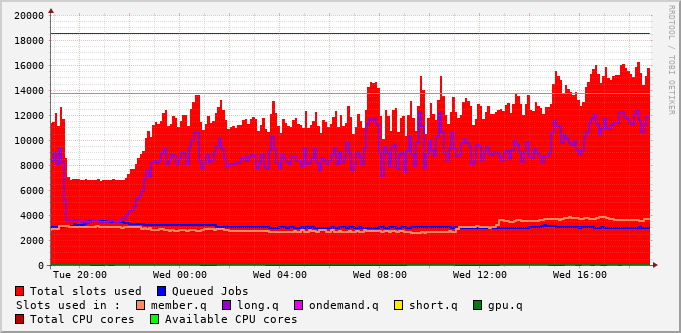 20000
18000
16000
14000
12000
10000
8000
6000
4000
2000
0
Tue 20:00 Wed 00:00 Wed 04:00 Wed 08:00 Wed 12:00 Wed 16:00
RRDTOOL / TOBI OETIKER
Total slots used Queued Jobs
Slots used in : member.q long.q ondemand.q short.q gpu.q
Total CPU cores Available CPU cores